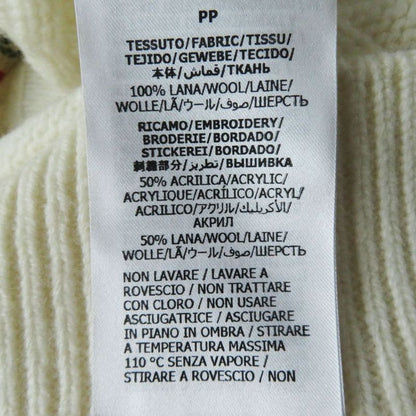 PP
TESSUTO/FABRIC/TISSU/
TEJIDO/GEWEBE/TECIDO/
本体/قماش/ТКАНЬ
100% LANA/WOOL/LAINE/
WOLLE/LÃ/ウール/صوف/ШЕРСТЬ
RICAMO/EMBROIDERY/
BRODERIE/BORDADO/
STICKEREI/BORDADO/
刺繍部分/تطريز/ВЫШИВКА
50% ACRILICA/ACRYLIC/
ACRYLIQUE/ACRÍLICO/ACRYL/
ACRILICO/アクリル/الأكريليك/
АКРИЛ
50% LANA/WOOL/LAINE/
WOLLE/LÃ/ウール/صوف/ШЕРСТЬ
NON LAVARE / LAVARE A
ROVESCIO / NON TRATTARE
CON CLORO / NON USARE
ASCIUGATRICE / ASCIUGARE
IN PIANO IN OMBRA / STIRARE
A TEMPERATURA MASSIMA
110 °C SENZA VAPORE /
STIRARE A ROVESCIO / NON